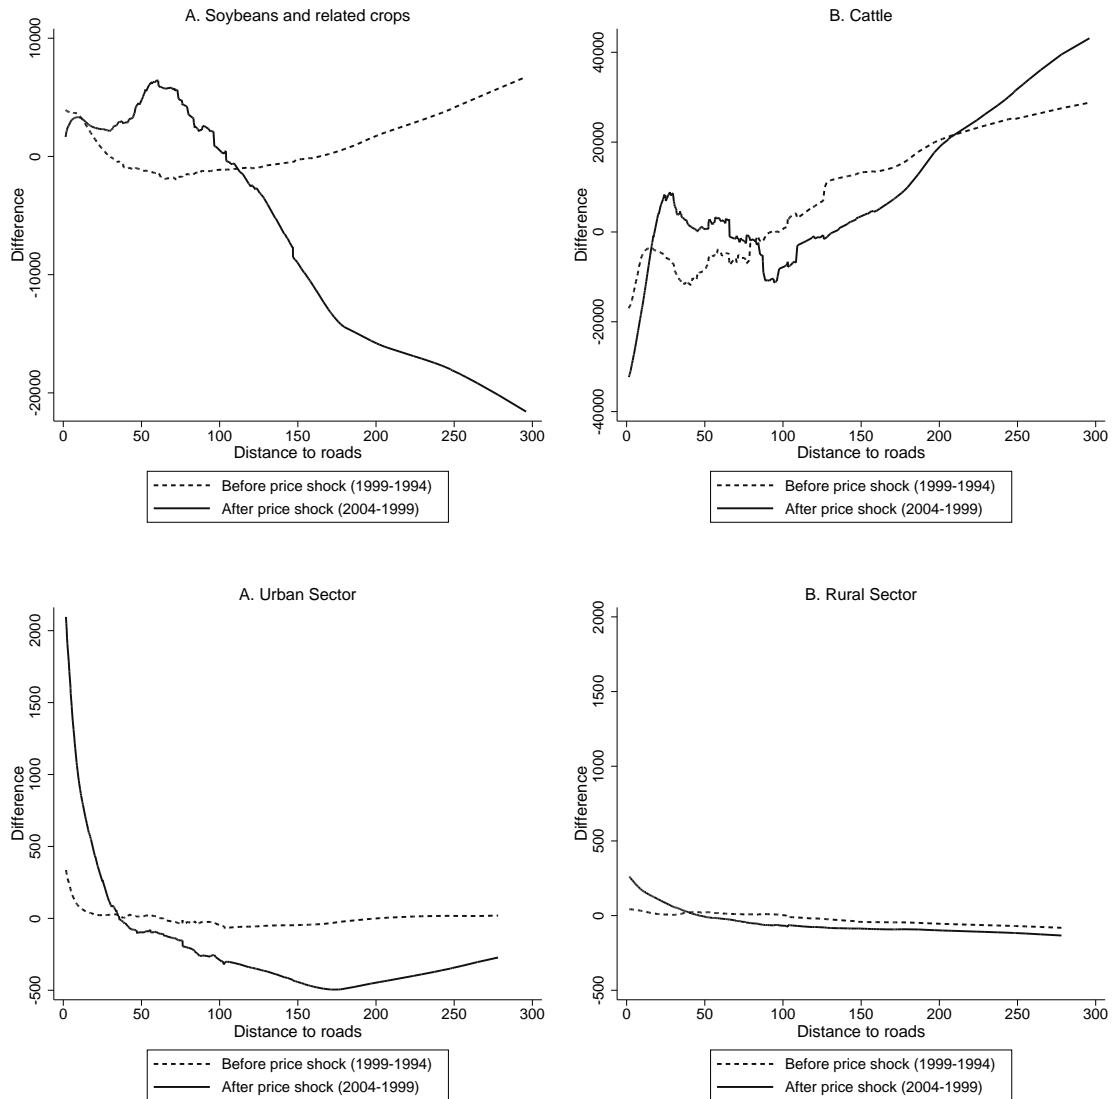 A. Soybeans and related crops
Difference
10000
0
-10000
-20000
0 50 100 150 200 250 300
Distance to roads
Before price shock (1999-1994)
After price shock (2004-1999)
B. Cattle
Difference
40000
20000
0
-20000
-40000
0 50 100 150 200 250 300
Distance to roads
Before price shock (1999-1994)
After price shock (2004-1999)
A. Urban Sector
Difference
2000
1500
1000
500
0
-500
0 50 100 150 200 250 300
Distance to roads
Before price shock (1999-1994)
After price shock (2004-1999)
B. Rural Sector
Difference
2000
1500
1000
500
0
-500
0 50 100 150 200 250 300
Distance to roads
Before price shock (1999-1994)
After price shock (2004-1999)